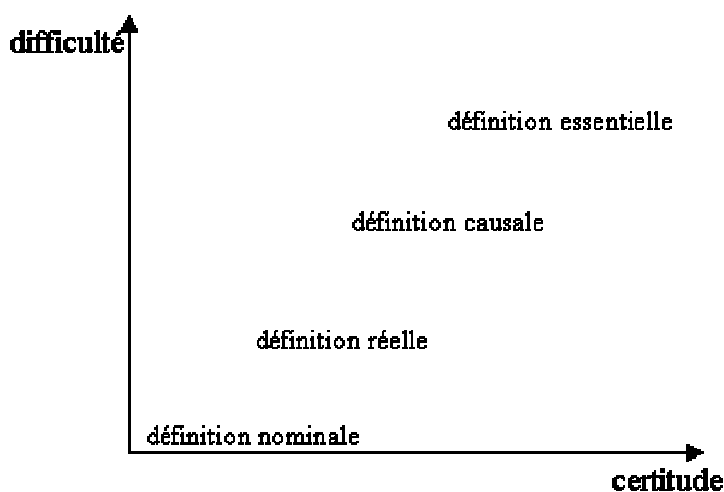 difficulté
définition essentielle
définition causale
définition réelle
définition nominale
certitude